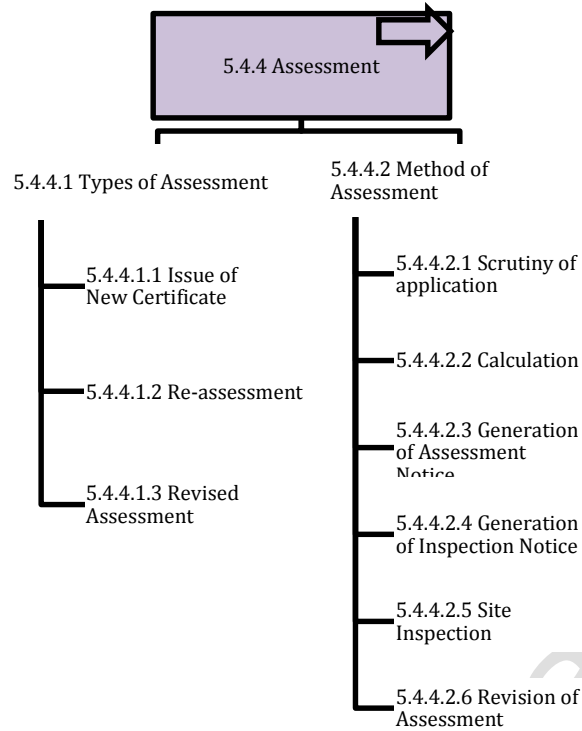 5.4.4 Assessment
5.4.4.1 Types of Assessment
5.4.4.1.1 Issue of
New Certificate
5.4.4.1.2 Re-assessment
5.4.4.1.3 Revised
Assessment
5.4.4.2 Method of
Assessment
5.4.4.2.1 Scrutiny of
application
5.4.4.2.2 Calculation
5.4.4.2.3 Generation
of Assessment
Notice
5.4.4.2.4 Generation
of Inspection Notice
5.4.4.2.5 Site
Inspection
5.4.4.2.6 Revision of
Assessment